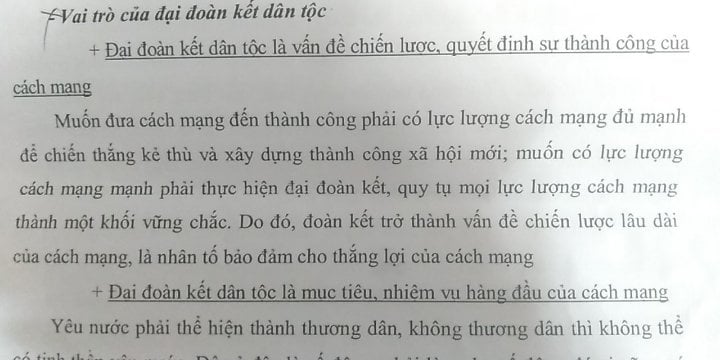 -Vai trò của đại đoàn kết dân tộc
+ Đại đoàn kết dân tộc là vấn đề chiến lược, quyết định sự thành công của
cách mạng
Muốn đưa cách mạng đến thành công phải có lực lượng cách mạng đủ mạnh
để chiến thắng kẻ thù và xây dựng thành công xã hội mới; muốn có lực lượng
cách mạng mạnh phải thực hiện đại đoàn kết, quy tụ mọi lực lượng cách mạng
thành một khối vững chắc. Do đó, đoàn kết trở thành vấn đề chiến lược lâu dài
của cách mạng, là nhân tố bảo đảm cho thắng lợi của cách mạng
+ Đại đoàn kết dân tộc là mục tiêu, nhiệm vụ hàng đầu của cách mạng
Yêu nước phải thể hiện thành thương dân, không thương dân thì không thể
có tinh thần